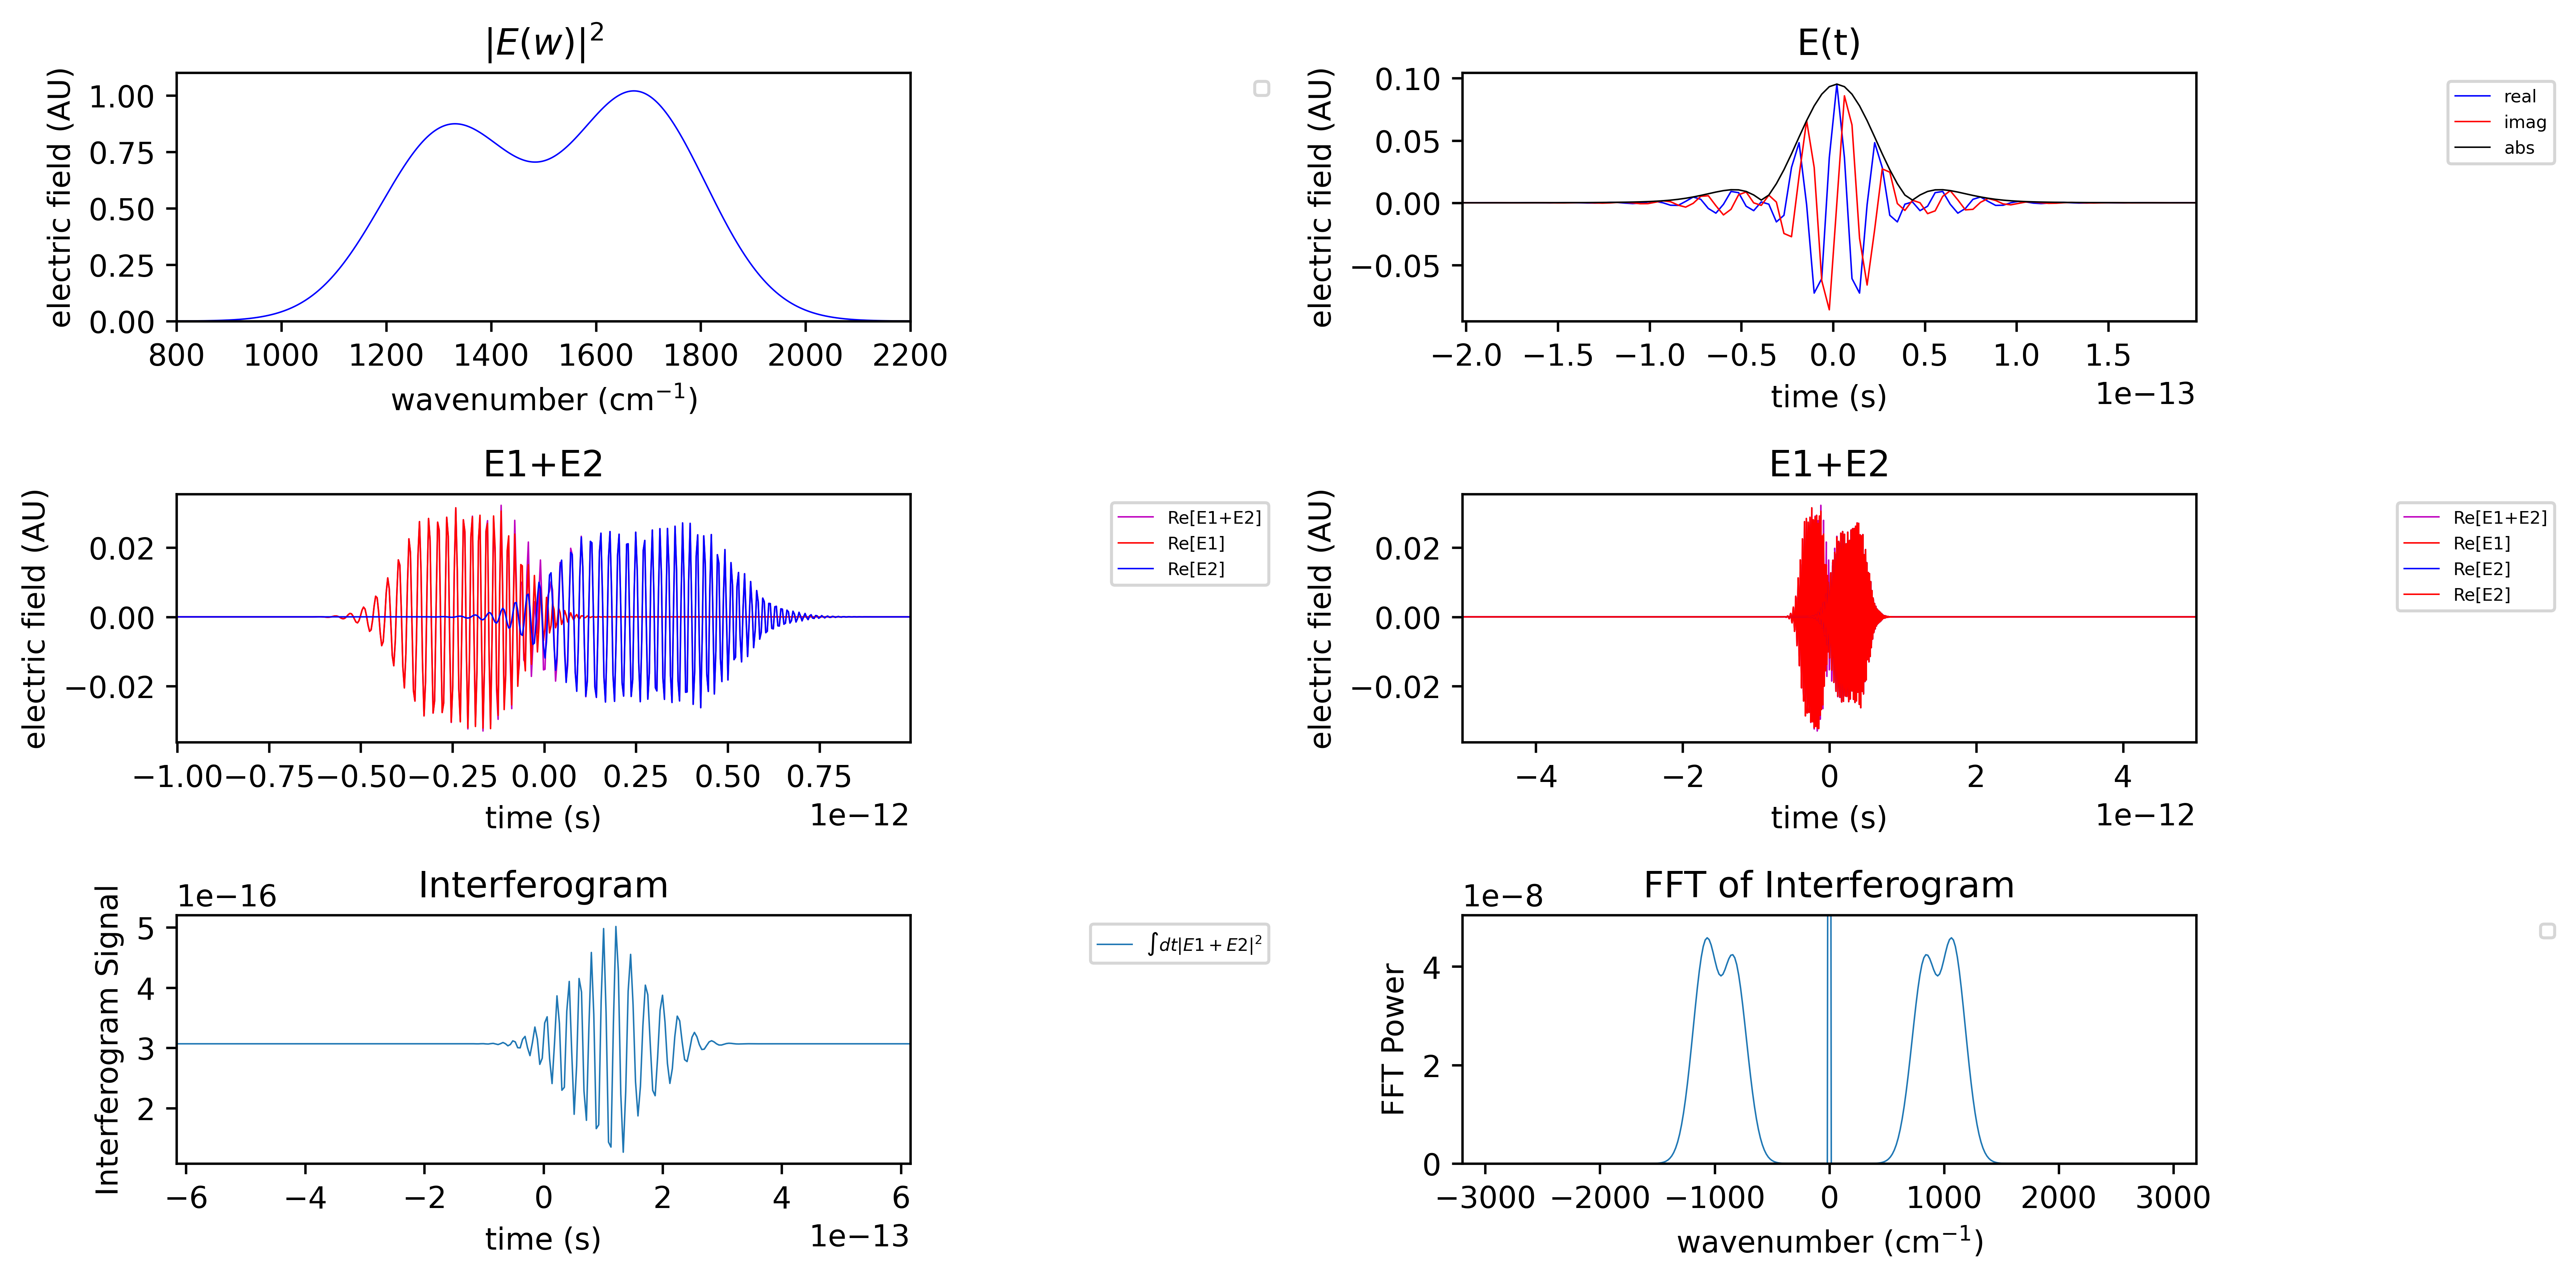 |E(w)|²
electric field (AU)
1.00
0.75
0.50
0.25
0.00
800 1000 1200 1400 1600 1800 2000 2200
wavenumber (cm⁻¹)
E(t)
electric field (AU)
0.10
0.05
0.00
−0.05
−2.0 −1.5 −1.0 −0.5 0.0 0.5 1.0 1.5
1e−13
time (s)
real
imag
abs
E1+E2
electric field (AU)
0.02
0.00
−0.02
−1.00 −0.75 −0.50 −0.25 0.00 0.25 0.50 0.75
1e−12
time (s)
Re[E1+E2]
Re[E1]
Re[E2]
E1+E2
electric field (AU)
0.02
0.00
−0.02
−4 −2 0 2 4
1e−12
time (s)
Re[E1+E2]
Re[E1]
Re[E2]
Re[E2]
Interferogram
1e−16
Interferogram Signal
5
4
3
2
−6 −4 −2 0 2 4 6
1e−13
time (s)
∫dt|E1 + E2|²
FFT of Interferogram
1e−8
FFT Power
4
2
0
−3000 −2000 −1000 0 1000 2000 3000
wavenumber (cm⁻¹)